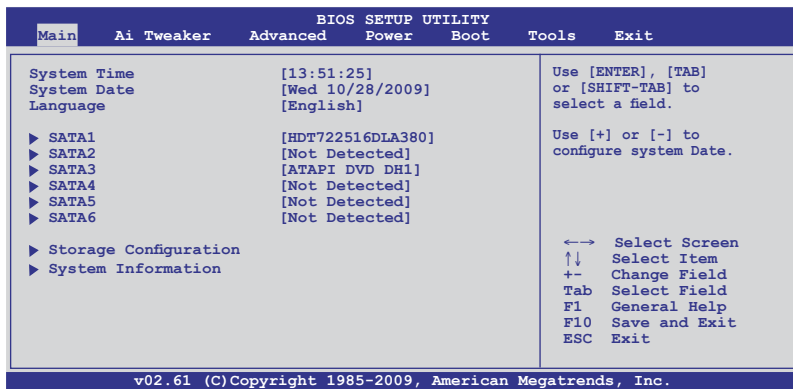 BIOS SETUP UTILITY
Main Ai Tweaker Advanced Power Boot Tools Exit
System Time [13:51:25]
System Date [Wed 10/28/2009]
Language [English]
▶ SATA1 [HDT722516DLA380]
▶ SATA2 [Not Detected]
▶ SATA3 [ATAPI DVD DH1]
▶ SATA4 [Not Detected]
▶ SATA5 [Not Detected]
▶ SATA6 [Not Detected]
▶ Storage Configuration
▶ System Information
Use [ENTER], [TAB]
or [SHIFT-TAB] to
select a field.
Use [+] or [-] to
configure system Date.
←→ Select Screen
↑↓ Select Item
+- Change Field
Tab Select Field
F1 General Help
F10 Save and Exit
ESC Exit
v02.61 (C)Copyright 1985-2009, American Megatrends, Inc.